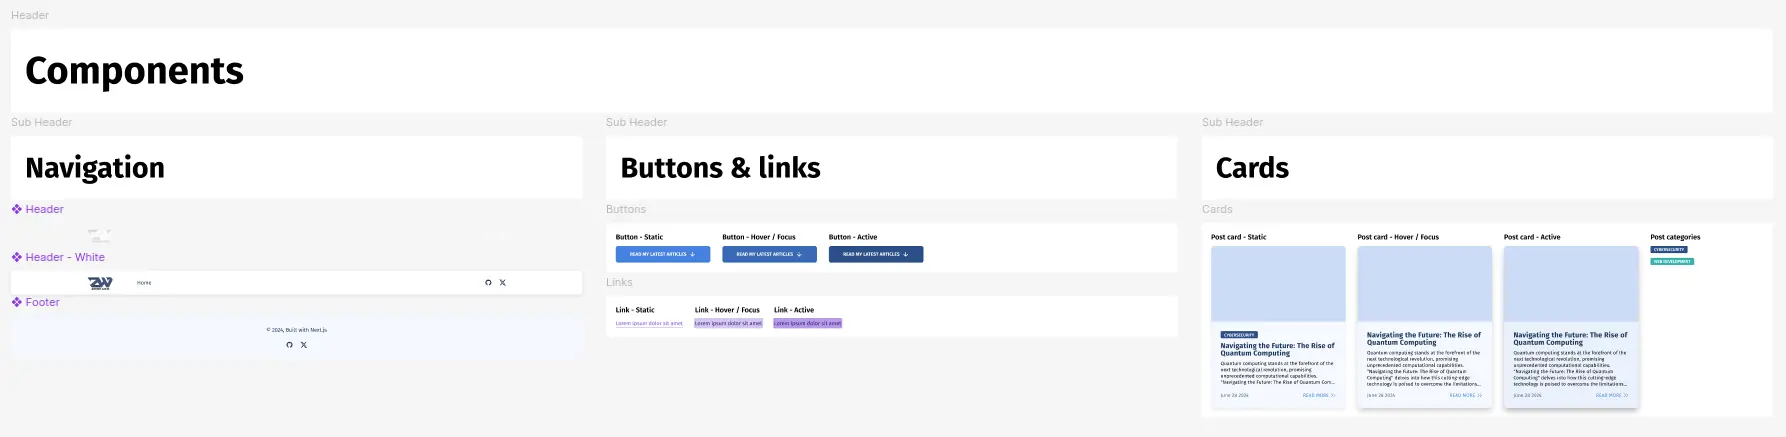 Header
Components
Sub Header
Navigation
Header
Header - White
Home
Footer
© 2024, Built with Next.js
Sub Header
Buttons & links
Buttons
Button - Static
Button - Hover / Focus
Button - Active
READ MY LATEST ARTICLES
READ MY LATEST ARTICLES
READ MY LATEST ARTICLES
Links
Link - Static
Link - Hover / Focus
Link - Active
Lorem ipsum dolor sit amet
Lorem ipsum dolor sit amet
Lorem ipsum dolor sit amet
Sub Header
Cards
Cards
Post card - Static
CYBERSECURITY
Navigating the Future: The Rise of
Quantum Computing
Quantum computing stands at the forefront of the
next technological revolution, promising
unprecedented computational capabilities.
"Navigating the Future: The Rise of Quantum Com...
June 28 2024
READ MORE
Post card - Hover / Focus
Navigating the Future: The Rise of
Quantum Computing
Quantum computing stands at the forefront of the
next technological revolution, promising
unprecedented computational capabilities.
"Navigating the Future: The Rise of Quantum
Computing" delves into how this cutting-edge
technology is poised to overcome the limitations...
June 28 2024
READ MORE
Post card - Active
Navigating the Future: The Rise of
Quantum Computing
Quantum computing stands at the forefront of the
next technological revolution, promising
unprecedented computational capabilities.
"Navigating the Future: The Rise of Quantum
Computing" delves into how this cutting-edge
technology is poised to overcome the limitations...
June 28 2024
READ MORE
Post categories
CYBERSECURITY
WEB DEVELOPMENT